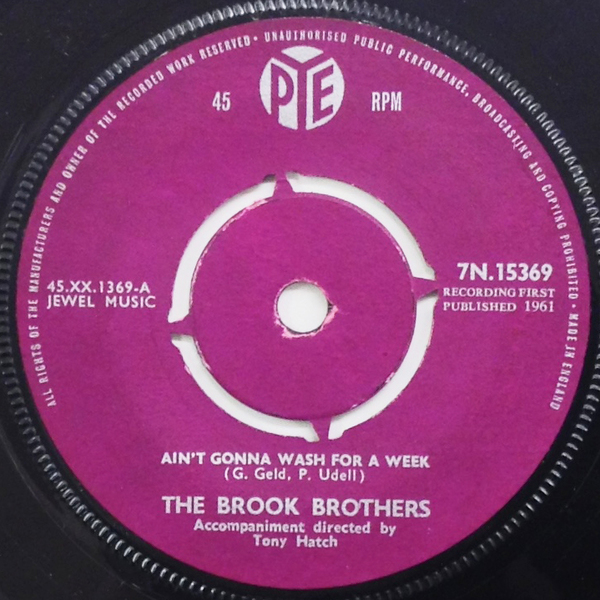 ALL RIGHTS OF THE MANUFACTURERS AND OWNER OF THE RECORDED WORK RESERVED • UNAUTHORISED PUBLIC PERFORMANCE, BROADCASTING AND COPYING PROHIBITED • MADE IN ENGLAND
PYE
45 RPM
45.XX.1369-A
JEWEL MUSIC
7N.15369
RECORDING FIRST
PUBLISHED 1961
AIN'T GONNA WASH FOR A WEEK
(G. Geld, P. Udell)
THE BROOK BROTHERS
Accompaniment directed by
Tony Hatch